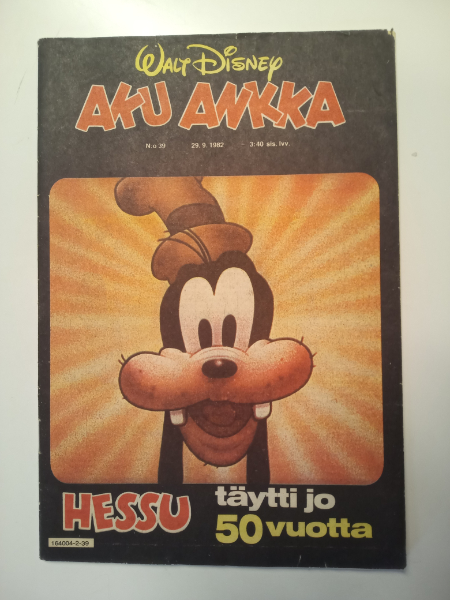 WALT DISNEY
AKU ANKKA
N:o 39 29. 9. 1982 - 3:40 sis. lvv.
HESSU täytti jo
50 vuotta
164004-2-39